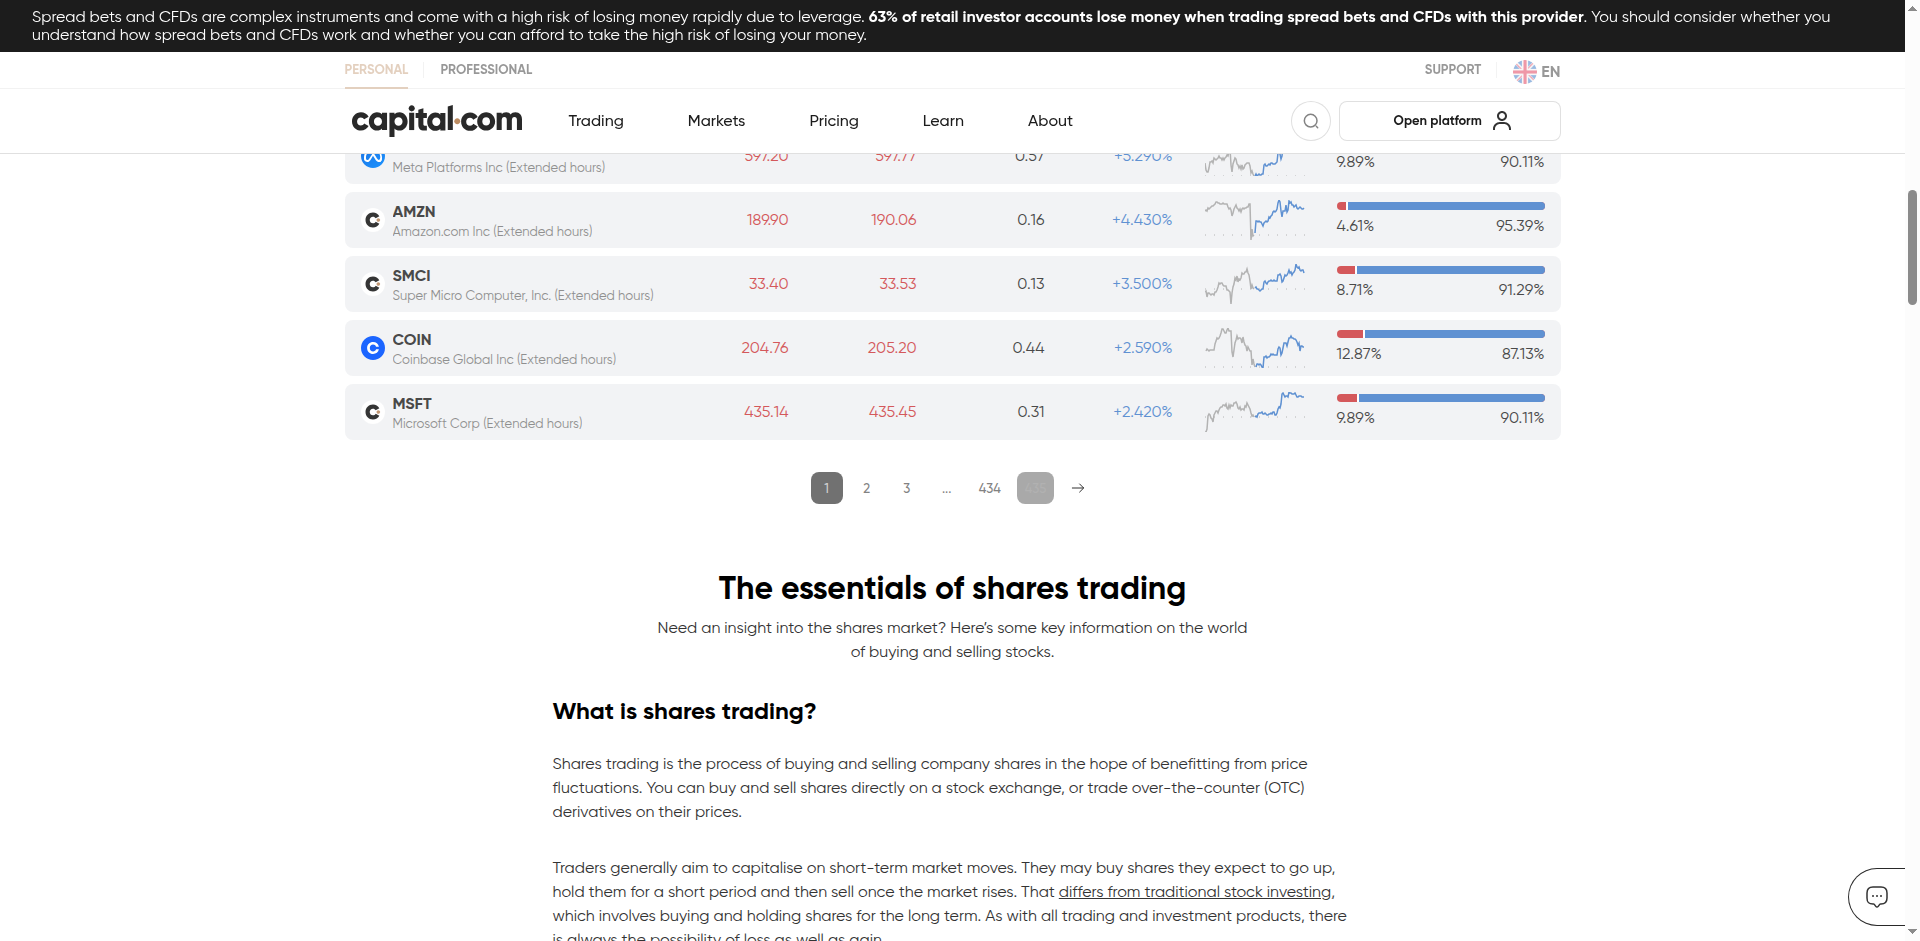 Spread bets and CFDs are complex instruments and come with a high risk of losing money rapidly due to leverage. 63% of retail investor accounts lose money when trading spread bets and CFDs with this provider. You should consider whether you
understand how spread bets and CFDs work and whether you can afford to take the high risk of losing your money.
PERSONAL PROFESSIONAL SUPPORT EN
capital.com Trading Markets Pricing Learn About Open platform
597.20 597.77 0.57 +5.290%
Meta Platforms Inc (Extended hours) 9.89% 90.11%
AMZN
Amazon.com Inc (Extended hours) 189.90 190.06 0.16 +4.430% 4.61% 95.39%
SMCI
Super Micro Computer, Inc. (Extended hours) 33.40 33.53 0.13 +3.500% 8.71% 91.29%
COIN
Coinbase Global Inc (Extended hours) 204.76 205.20 0.44 +2.590% 12.87% 87.13%
MSFT
Microsoft Corp (Extended hours) 435.14 435.45 0.31 +2.420% 9.89% 90.11%
1 2 3 ... 434 435
The essentials of shares trading
Need an insight into the shares market? Here's some key information on the world
of buying and selling stocks.
What is shares trading?
Shares trading is the process of buying and selling company shares in the hope of benefitting from price
fluctuations. You can buy and sell shares directly on a stock exchange, or trade over-the-counter (OTC)
derivatives on their prices.
Traders generally aim to capitalise on short-term market moves. They may buy shares they expect to go up,
hold them for a short period and then sell once the market rises. That differs from traditional stock investing,
which involves buying and holding shares for the long term. As with all trading and investment products, there
is always the possibility of loss as well as gain.